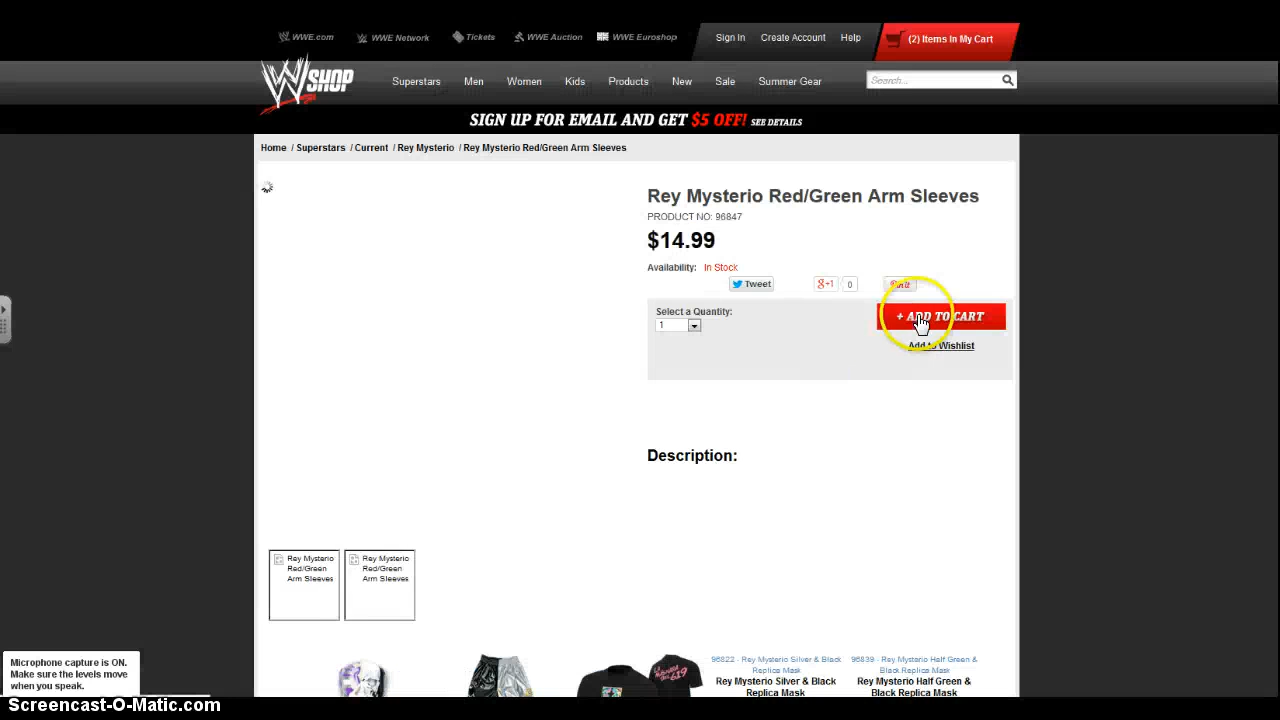 WWE.com WWE Network Tickets WWE Auction WWE Euroshop Sign In Create Account Help (2) Items In My Cart
W SHOP Superstars Men Women Kids Products New Sale Summer Gear Search...
SIGN UP FOR EMAIL AND GET $5 OFF! SEE DETAILS
Home / Superstars / Current / Rey Mysterio / Rey Mysterio Red/Green Arm Sleeves
Rey Mysterio Red/Green Arm Sleeves
PRODUCT NO: 96847
$14.99
Availability: In Stock
Tweet +1 0 Pin it
Select a Quantity:
1
+ ADD TO CART
Add to Wishlist
Description:
Rey Mysterio
Red/Green
Arm Sleeves
Rey Mysterio
Red/Green
Arm Sleeves
96822 - Rey Mysterio Silver & Black
Replica Mask
Rey Mysterio Silver & Black
Replica Mask
96839 - Rey Mysterio Half Green &
Black Replica Mask
Rey Mysterio Half Green &
Black Replica Mask
Microphone capture is ON.
Make sure the levels move
when you speak.
Screencast-O-Matic.com